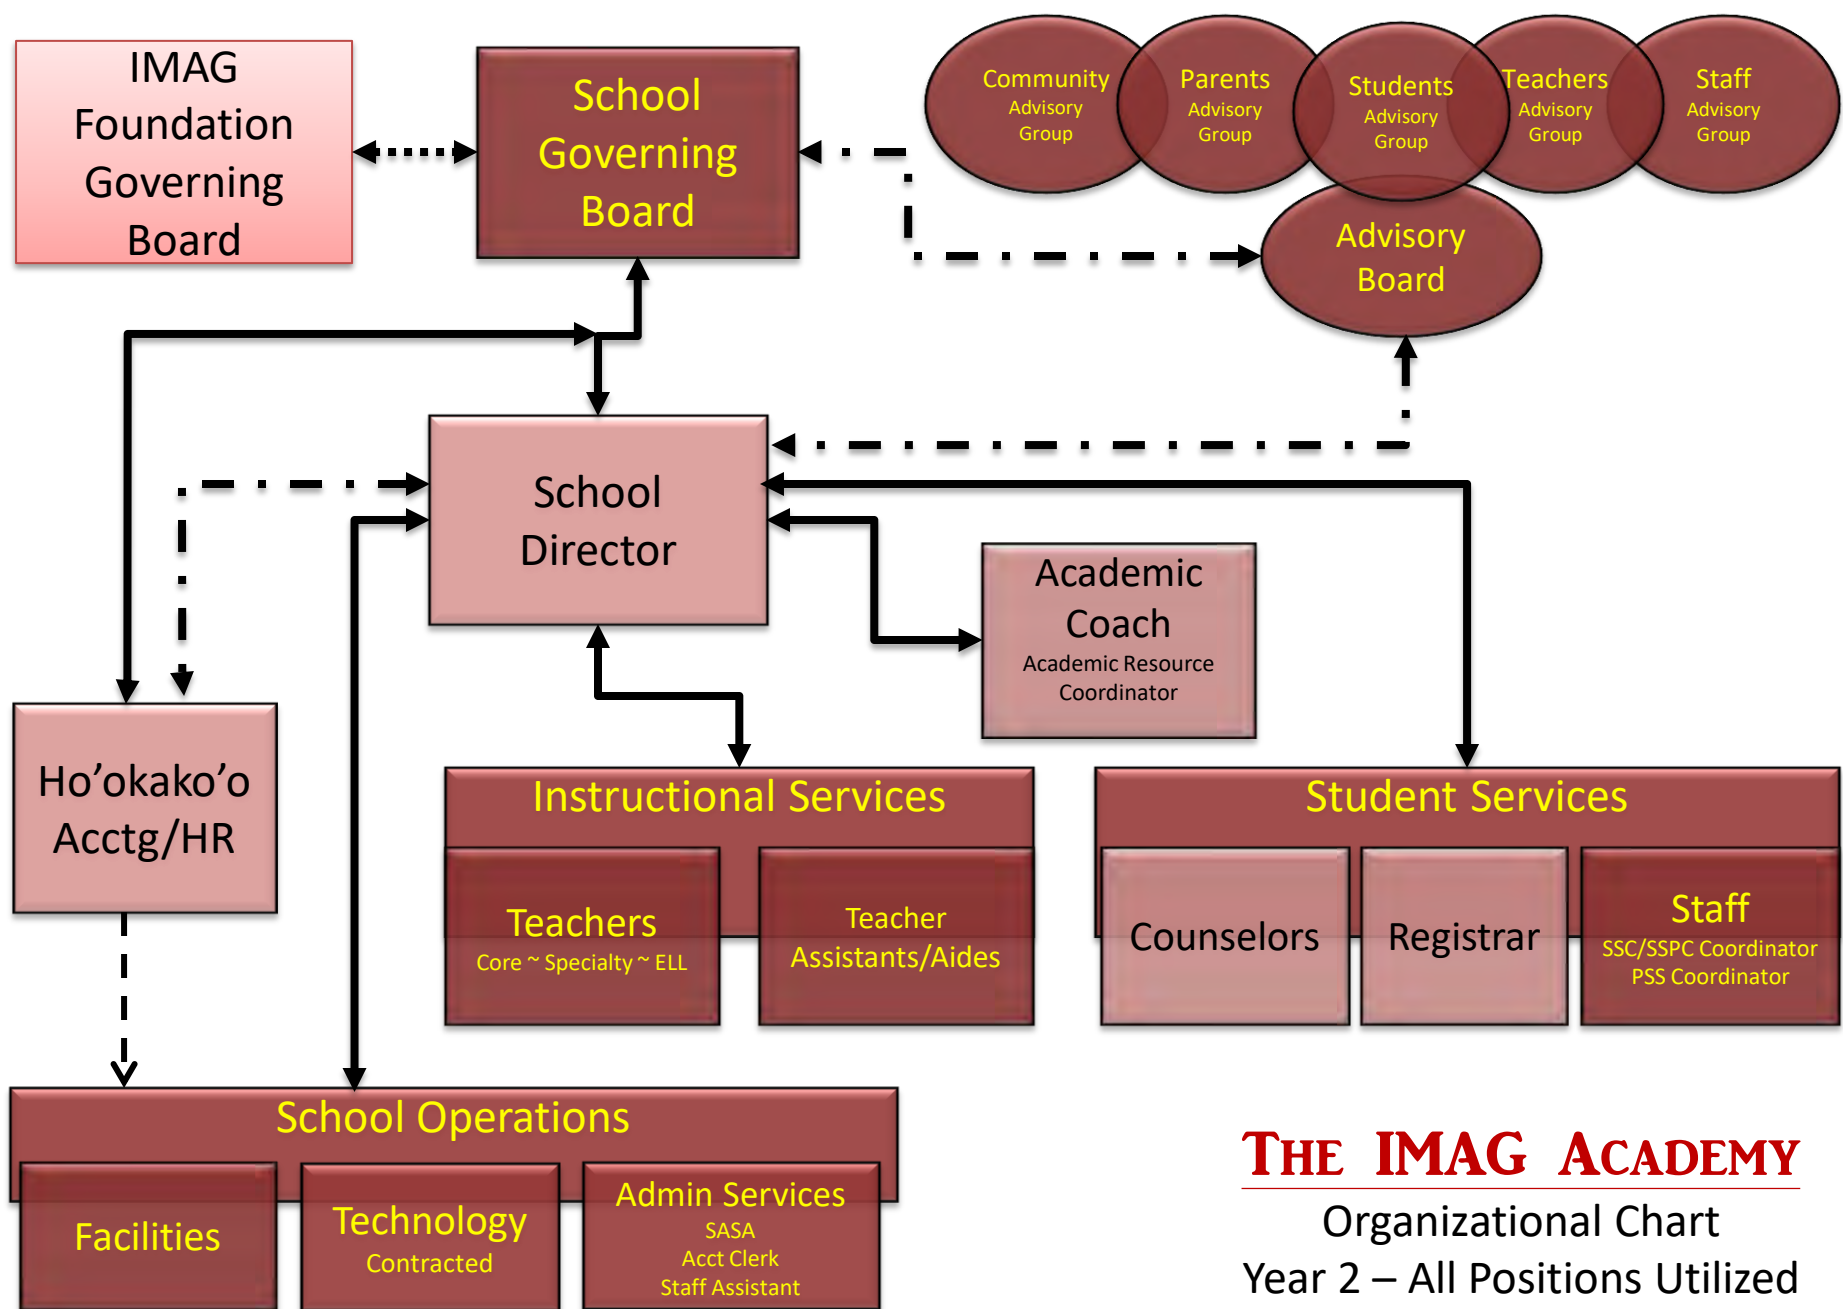 IMAG
Foundation
Governing
Board
School
Governing
Board
Community
Advisory
Group
Parents
Advisory
Group
Students
Advisory
Group
Teachers
Advisory
Group
Staff
Advisory
Group
Advisory
Board
School
Director
Academic
Coach
Academic Resource
Coordinator
Ho’okako’o
Acctg/HR
Instructional Services
Teachers
Core ~ Specialty ~ ELL
Teacher
Assistants/Aides
Student Services
Counselors
Registrar
Staff
SSC/SSPC Coordinator
PSS Coordinator
School Operations
Facilities
Technology
Contracted
Admin Services
SASA
Acct Clerk
Staff Assistant
THE IMAG ACADEMY
Organizational Chart
Year 2 – All Positions Utilized